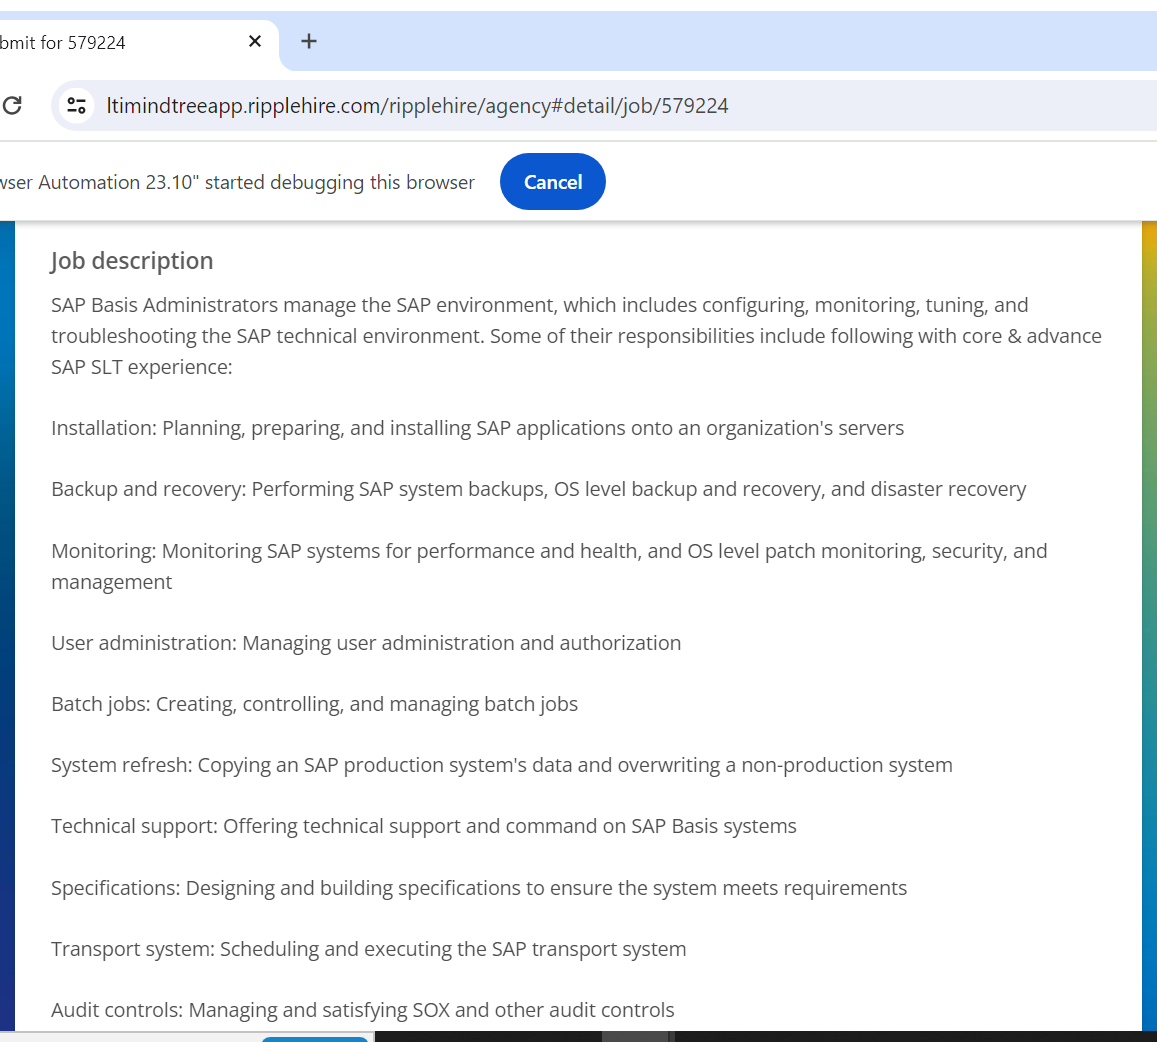 bmit for 579224
ltimindtreeapp.ripplehire.com/ripplehire/agency#detail/job/579224
wser Automation 23.10" started debugging this browser
Cancel
Job description
SAP Basis Administrators manage the SAP environment, which includes configuring, monitoring, tuning, and
troubleshooting the SAP technical environment. Some of their responsibilities include following with core & advance
SAP SLT experience:
Installation: Planning, preparing, and installing SAP applications onto an organization's servers
Backup and recovery: Performing SAP system backups, OS level backup and recovery, and disaster recovery
Monitoring: Monitoring SAP systems for performance and health, and OS level patch monitoring, security, and
management
User administration: Managing user administration and authorization
Batch jobs: Creating, controlling, and managing batch jobs
System refresh: Copying an SAP production system's data and overwriting a non-production system
Technical support: Offering technical support and command on SAP Basis systems
Specifications: Designing and building specifications to ensure the system meets requirements
Transport system: Scheduling and executing the SAP transport system
Audit controls: Managing and satisfying SOX and other audit controls